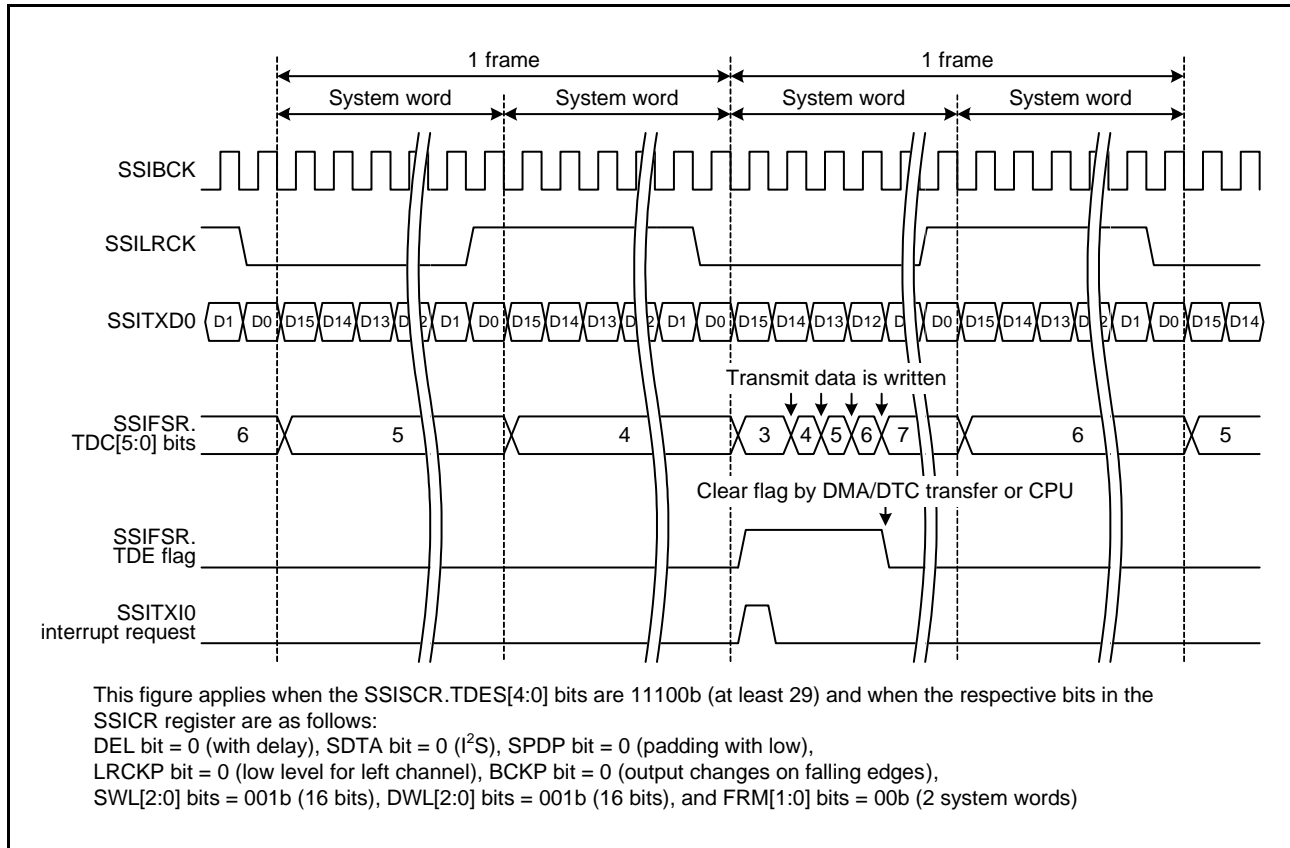 1 frame 1 frame
System word System word System word System word
SSIBCK
SSILRCK
SSITXD0 D1 D0 D15 D14 D13 D1 D0 D15 D14 D13 D1 D0 D15 D14 D13 D12 D0 D15 D14 D13 D1 D0 D15 D14
Transmit data is written
SSIFSR.
TDC[5:0] bits
6 5 4 3 4 5 6 7 6 5
Clear flag by DMA/DTC transfer or CPU
SSIFSR.
TDE flag
SSITXI0
interrupt request
This figure applies when the SSISCR.TDES[4:0] bits are 11100b (at least 29) and when the respective bits in the
SSICR register are as follows:
DEL bit = 0 (with delay), SDTA bit = 0 (I²S), SPDP bit = 0 (padding with low),
LRCKP bit = 0 (low level for left channel), BCKP bit = 0 (output changes on falling edges),
SWL[2:0] bits = 001b (16 bits), DWL[2:0] bits = 001b (16 bits), and FRM[1:0] bits = 00b (2 system words)